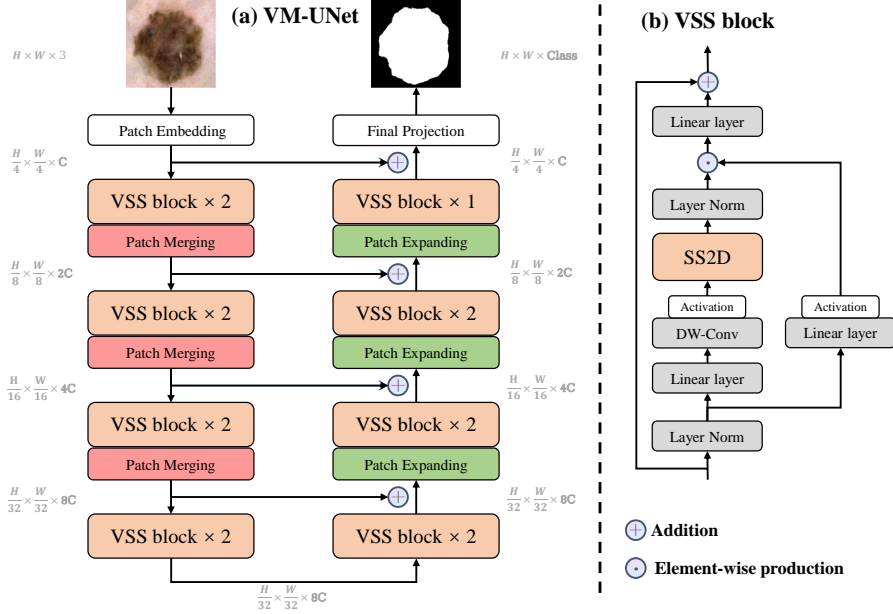 (a) VM-UNet
H × W × 3
H × W × Class
Patch Embedding
Final Projection
H/4 × W/4 × C
H/4 × W/4 × C
VSS block × 2
VSS block × 1
Patch Merging
Patch Expanding
H/8 × W/8 × 2C
H/8 × W/8 × 2C
VSS block × 2
VSS block × 2
Patch Merging
Patch Expanding
H/16 × W/16 × 4C
H/16 × W/16 × 4C
VSS block × 2
VSS block × 2
Patch Merging
Patch Expanding
H/32 × W/32 × 8C
H/32 × W/32 × 8C
VSS block × 2
VSS block × 2
H/32 × W/32 × 8C
(b) VSS block
Linear layer
Layer Norm
SS2D
Activation
Activation
DW-Conv
Linear layer
Linear layer
Layer Norm
Addition
Element-wise production